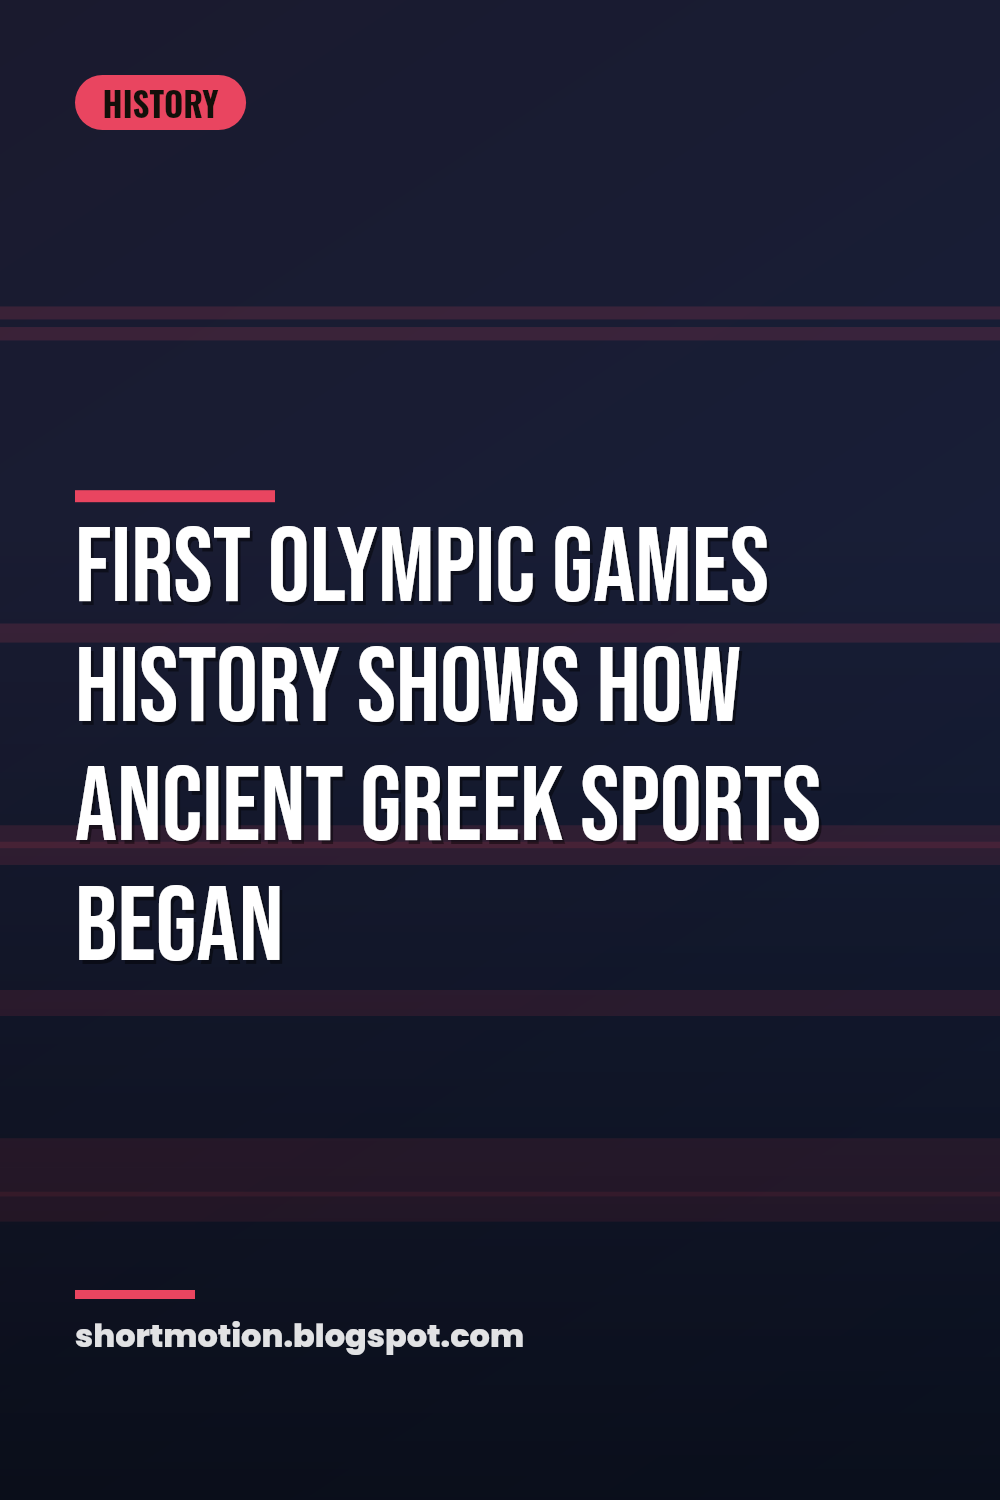 HISTORY
FIRST OLYMPIC GAMES
HISTORY SHOWS HOW
ANCIENT GREEK SPORTS
BEGAN
shortmotion.blogspot.com